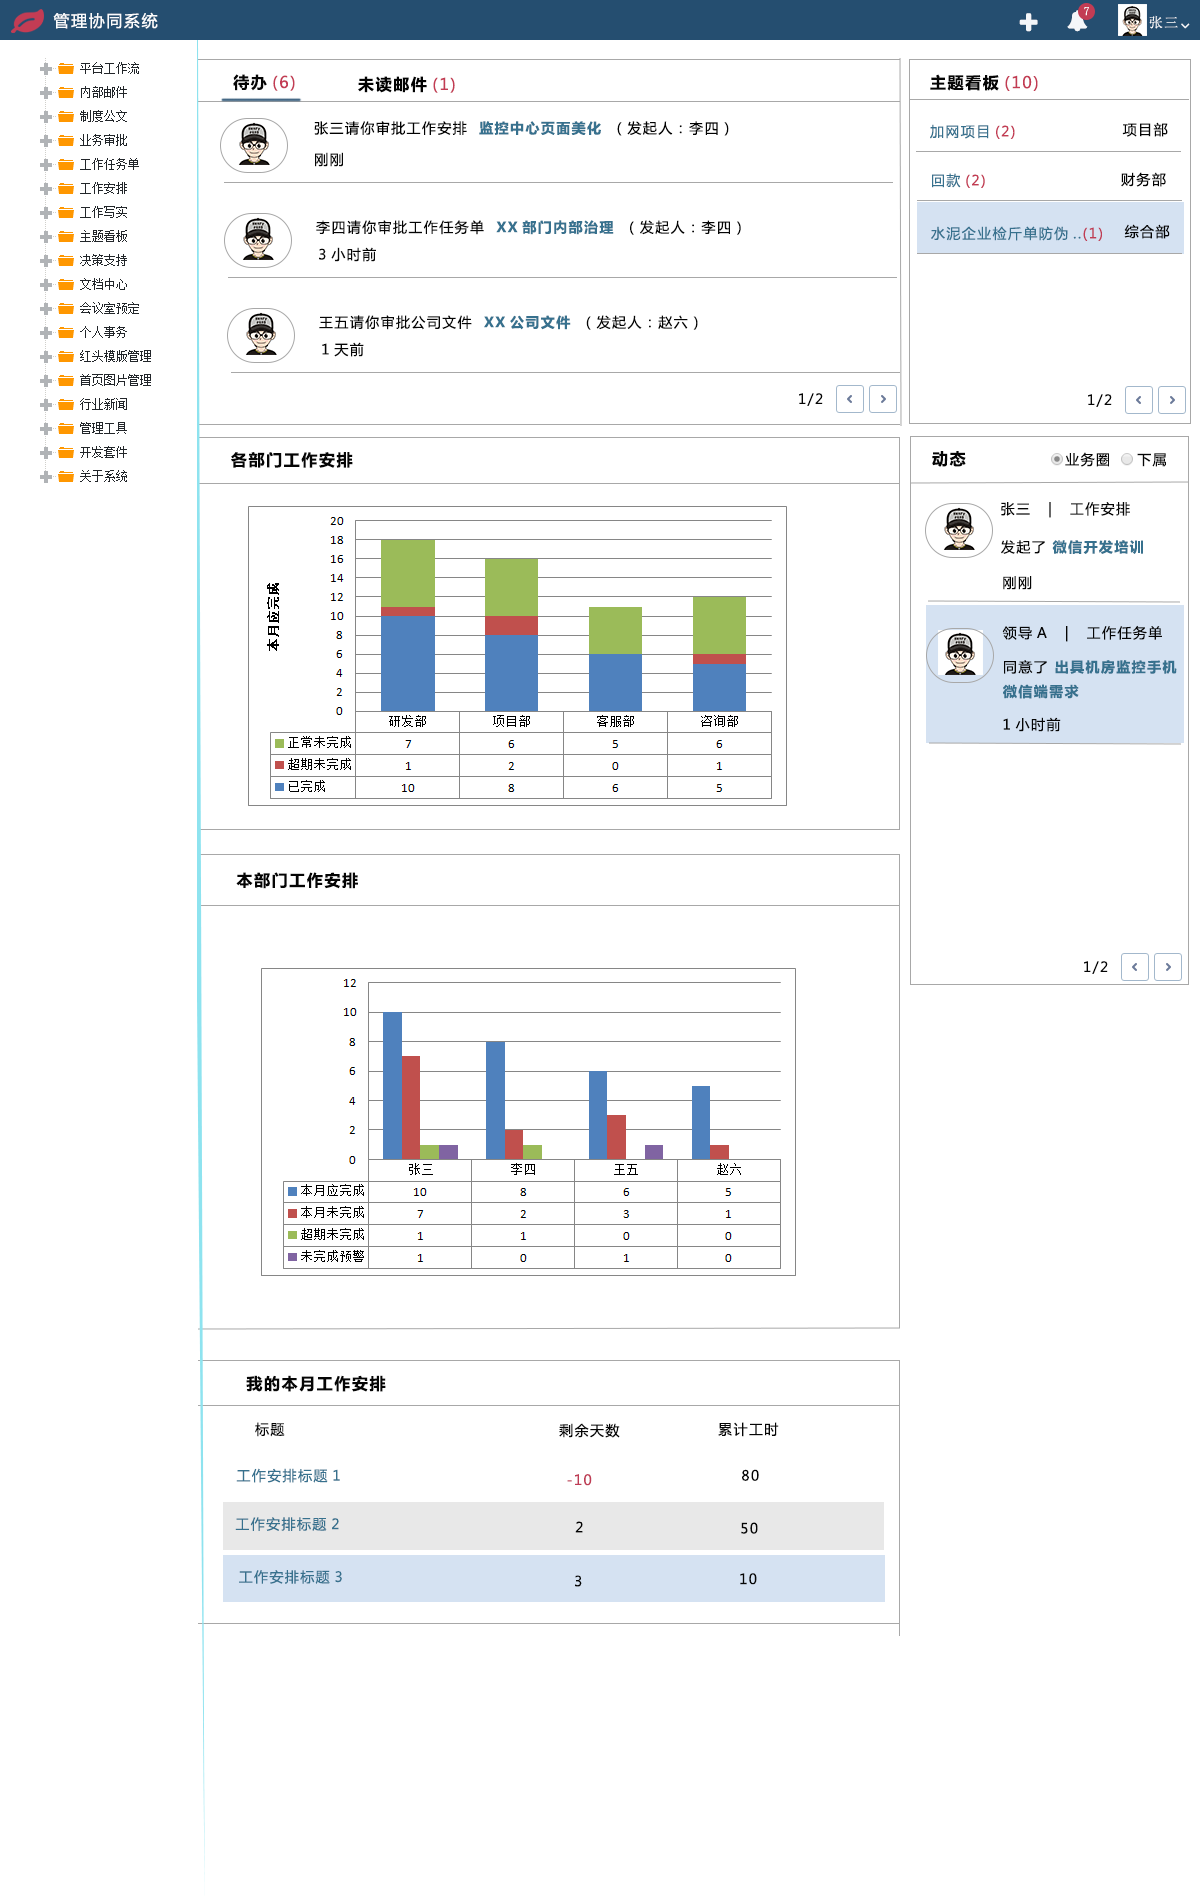 管理协同系统
7
张三
平台工作流
内部邮件
制度公文
业务审批
工作任务单
工作安排
工作写实
主题看板
决策支持
文档中心
会议室预定
个人事务
红头模版管理
首页图片管理
行业新闻
管理工具
开发套件
关于系统
待办 (6)
未读邮件 (1)
张三请你审批工作安排 监控中心页面美化 （发起人：李四）
刚刚
李四请你审批工作任务单 XX 部门内部治理 （发起人：李四）
3 小时前
王五请你审批公司文件 XX 公司文件 （发起人：赵六）
1 天前
1/2
主题看板 (10)
加网项目 (2) 项目部
回款 (2) 财务部
水泥企业检斤单防伪 ..(1) 综合部
1/2
各部门工作安排
本月应完成
20
18
16
14
12
10
8
6
4
2
0
研发部 项目部 客服部 咨询部
正常未完成 7 6 5 6
超期未完成 1 2 0 1
已完成 10 8 6 5
动态
业务圈 下属
张三 | 工作安排
发起了 微信开发培训
刚刚
领导 A | 工作任务单
同意了 出具机房监控手机
微信端需求
1 小时前
1/2
本部门工作安排
12
10
8
6
4
2
0
张三 李四 王五 赵六
本月应完成 10 8 6 5
本月未完成 7 2 3 1
超期未完成 1 1 0 0
未完成预警 1 0 1 0
我的本月工作安排
标题 剩余天数 累计工时
工作安排标题 1 -10 80
工作安排标题 2 2 50
工作安排标题 3 3 10